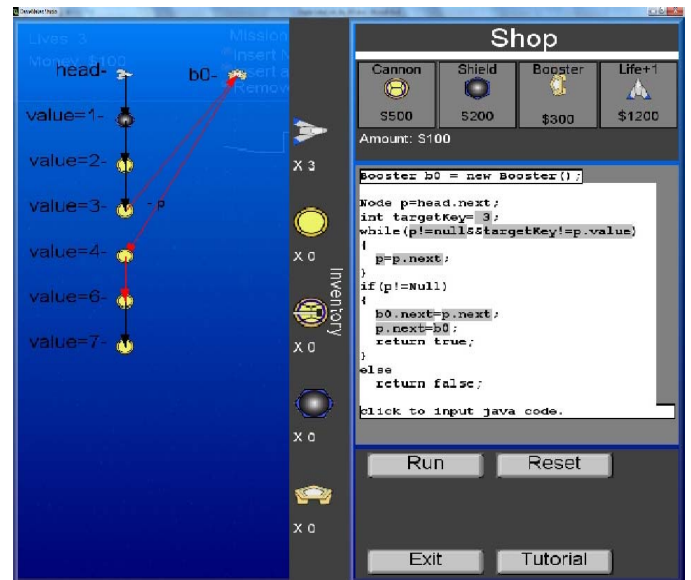 Lives 3
Mission
Insert N
Money $100
Insert a
Remov
head-
b0-
value=1-
value=2-
value=3-
- p
value=4-
value=6-
value=7-
X 3
X 0
X 0
X 0
X 0
Inventory
Shop
Cannon
Shield
Booster
Life+1
$500
$200
$300
$1200
Amount: $100
Booster b0 = new Booster();
Node p=head.next;
int targetKey= 3;
while(p!=null&&targetKey!=p.value)
{
p=p.next;
}
if(p!=Null)
{
b0.next=p.next;
p.next=b0;
return true;
}
else
return false;
click to input java code.
Run
Reset
Exit
Tutorial